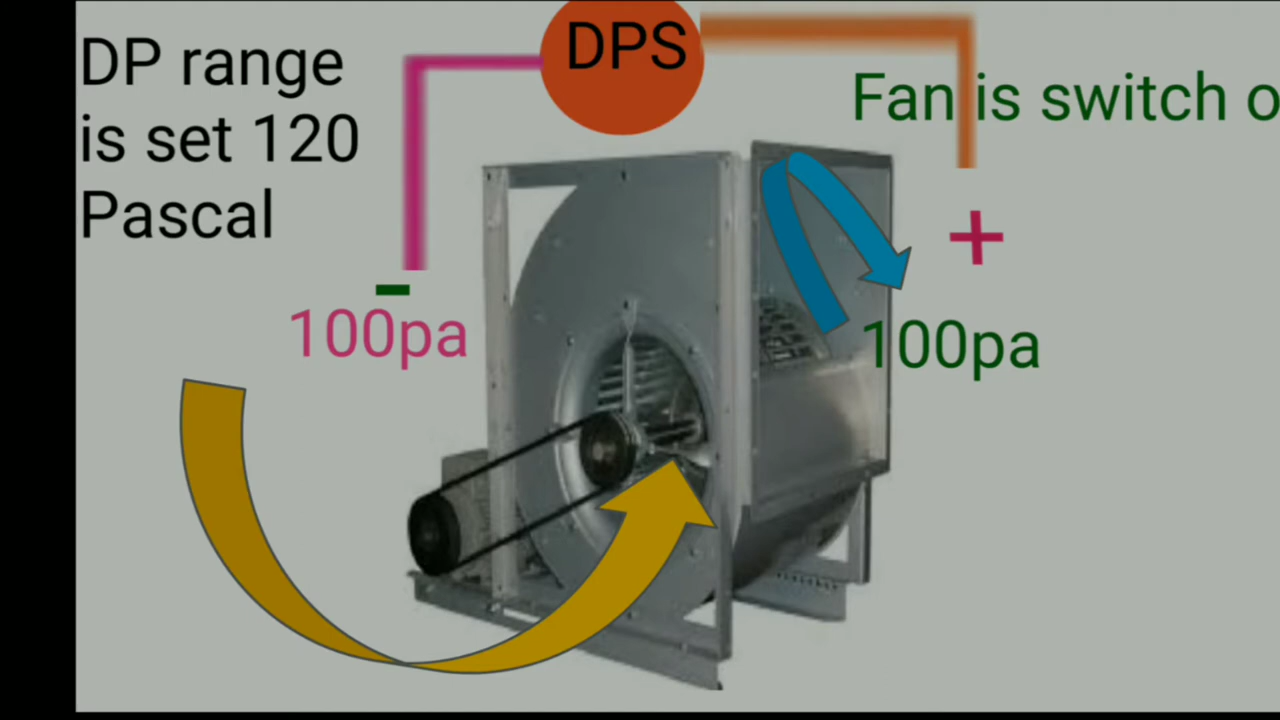 DPS
DP range
is set 120
Pascal
Fan is switch o
+
-
100pa
100pa